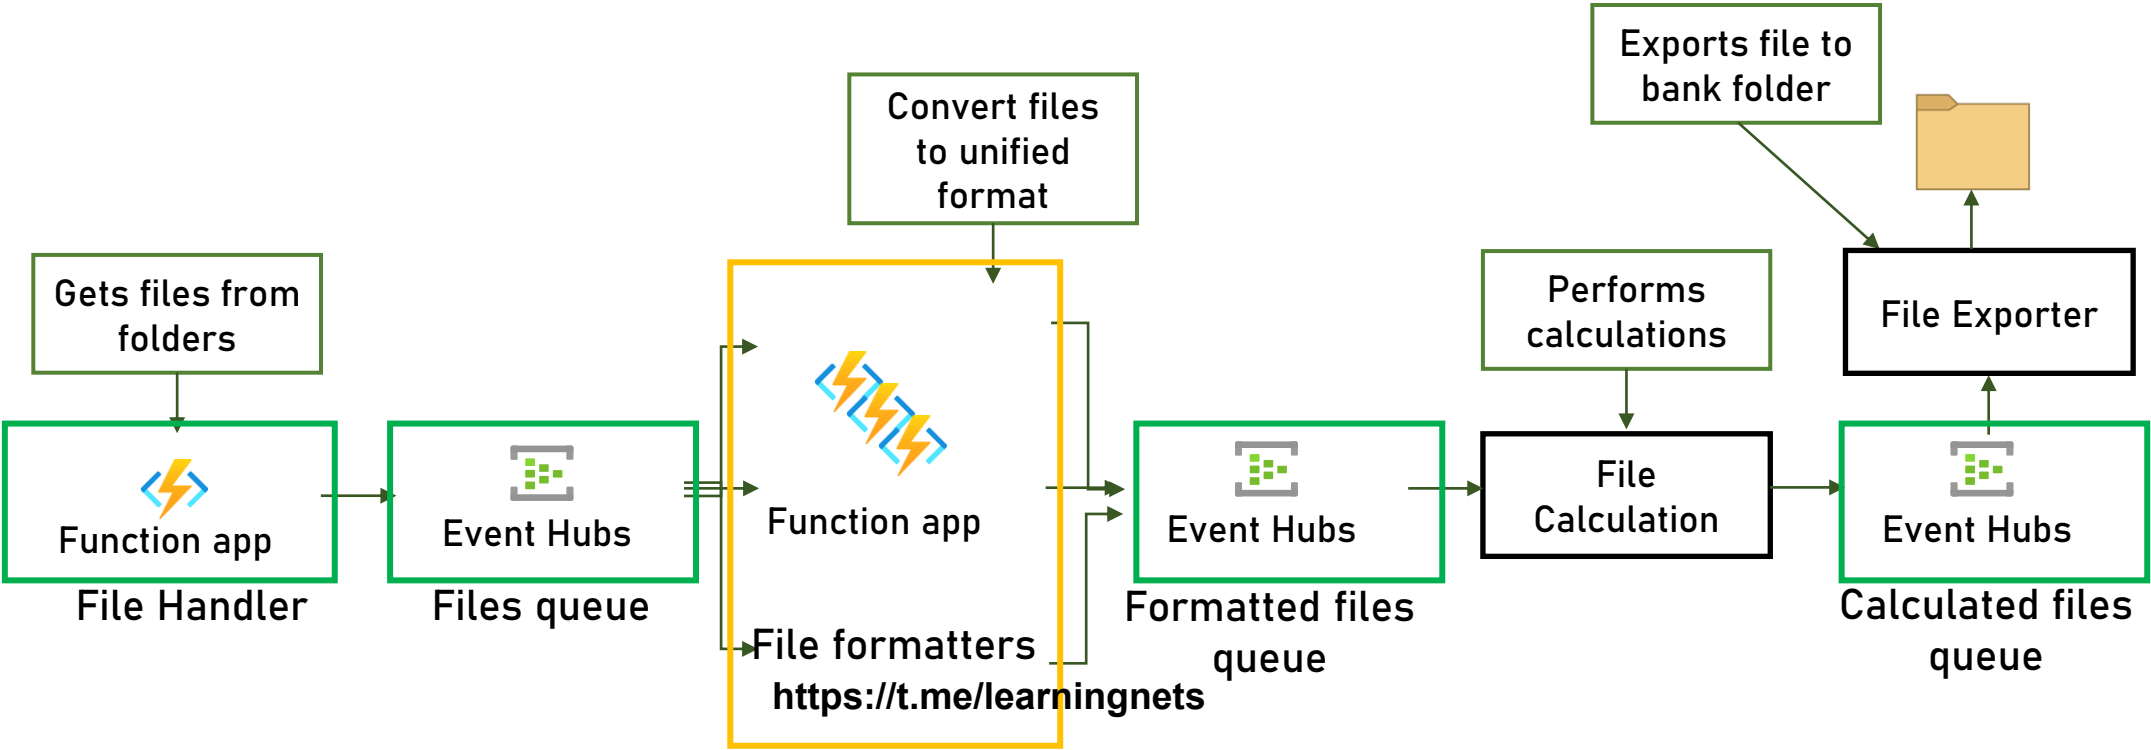 Exports file to
bank folder
Convert files
to unified
format
Gets files from
folders
Performs
calculations
File Exporter
Function app
File Handler
Event Hubs
Files queue
Function app
File formatters
Event Hubs
Formatted files
queue
File
Calculation
Event Hubs
Calculated files
queue
https://t.me/learningnets